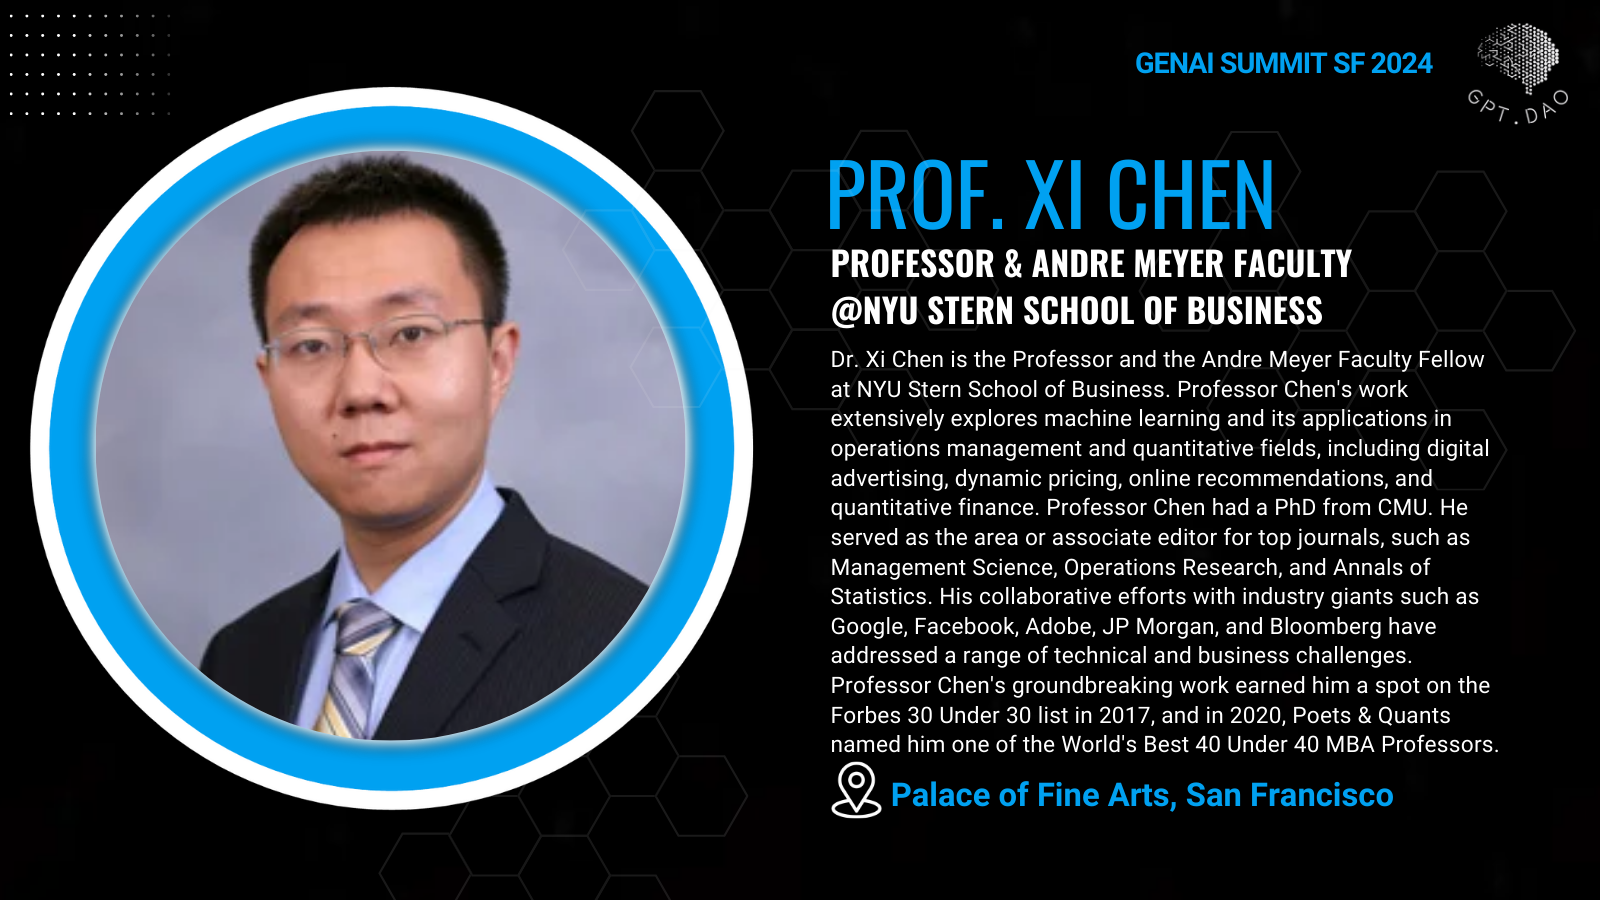 GENAI SUMMIT SF 2024
GPT.DAO
PROF. XI CHEN
PROFESSOR & ANDRE MEYER FACULTY
@NYU STERN SCHOOL OF BUSINESS
Dr. Xi Chen is the Professor and the Andre Meyer Faculty Fellow
at NYU Stern School of Business. Professor Chen's work
extensively explores machine learning and its applications in
operations management and quantitative fields, including digital
advertising, dynamic pricing, online recommendations, and
quantitative finance. Professor Chen had a PhD from CMU. He
served as the area or associate editor for top journals, such as
Management Science, Operations Research, and Annals of
Statistics. His collaborative efforts with industry giants such as
Google, Facebook, Adobe, JP Morgan, and Bloomberg have
addressed a range of technical and business challenges.
Professor Chen's groundbreaking work earned him a spot on the
Forbes 30 Under 30 list in 2017, and in 2020, Poets & Quants
named him one of the World's Best 40 Under 40 MBA Professors.
Palace of Fine Arts, San Francisco